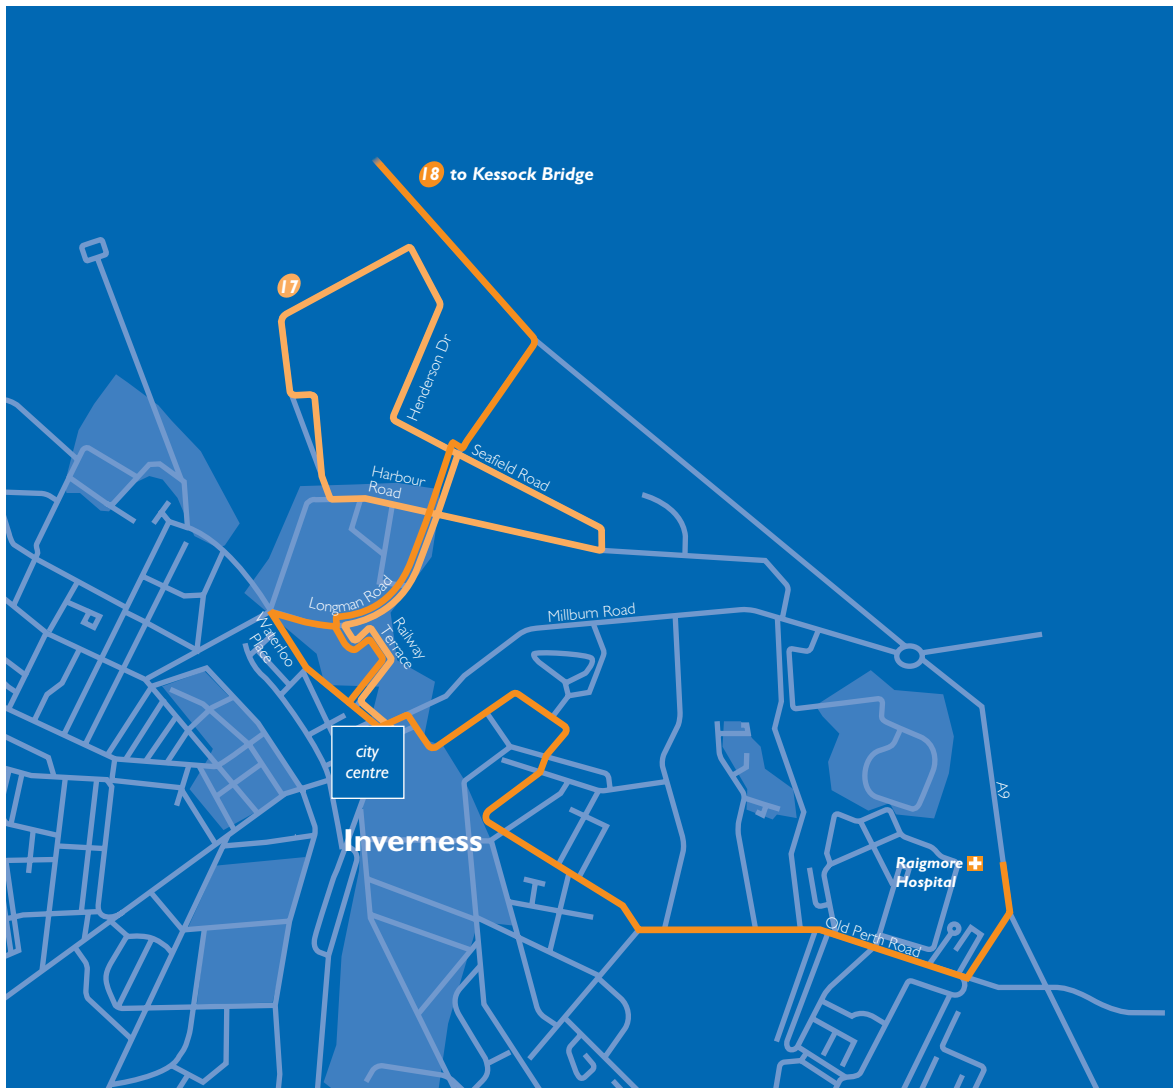 18 to Kessock Bridge
17
Henderson Dr
Seafield Road
Harbour
Road
Longman Road
Millburn Road
Waterloo
Place
Railway
Terrace
city
centre
A9
Inverness
Raigmore
Hospital
Old Perth Road